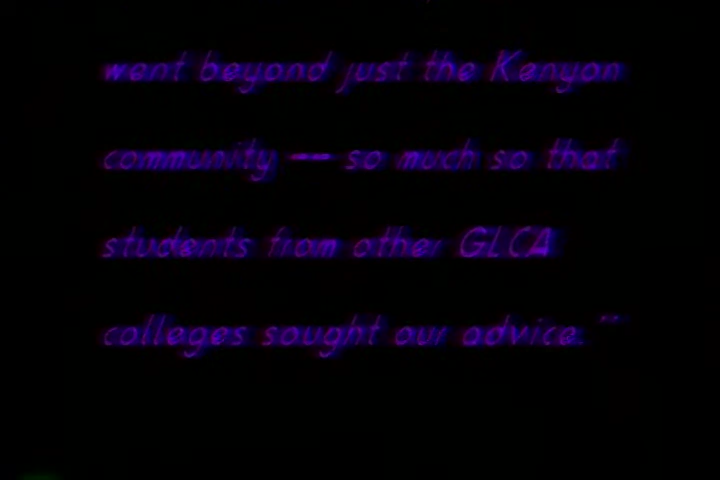 went beyond just the Kenyon
community -- so much so that
students from other GLCA
colleges sought our advice."